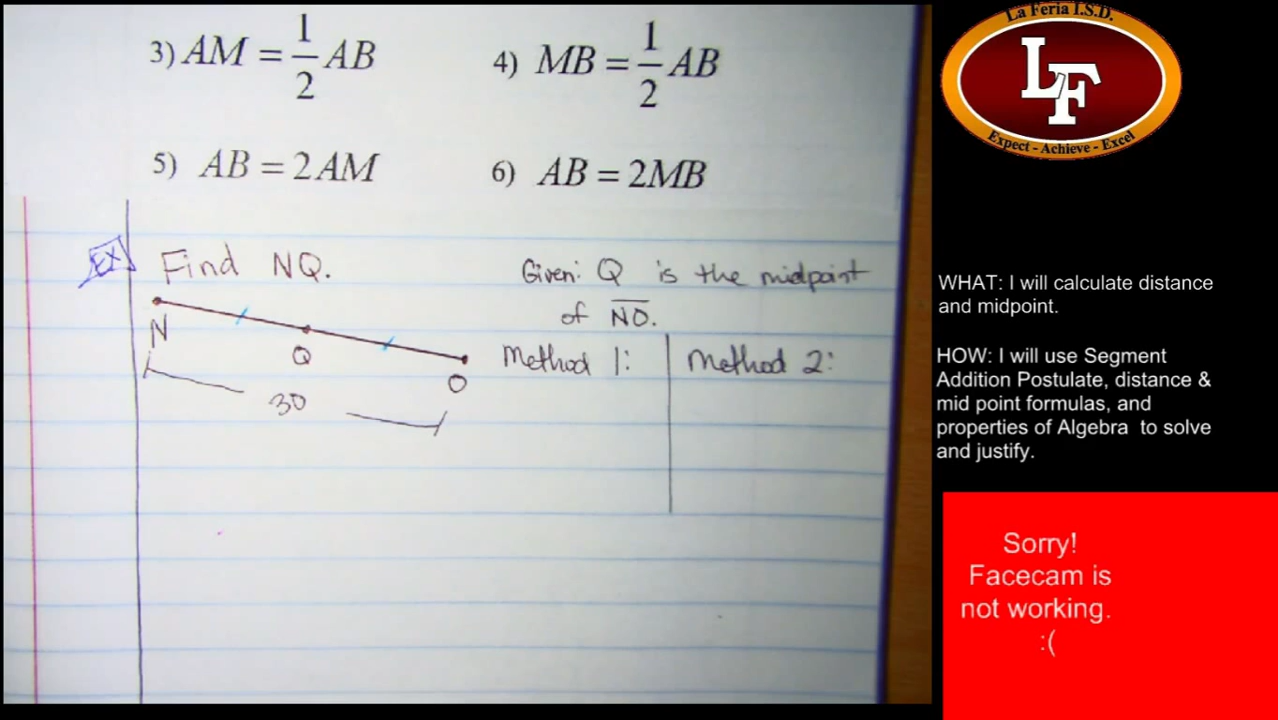 3) AM = 1/2 AB
4) MB = 1/2 AB
5) AB = 2AM
6) AB = 2MB
EX
Find NQ.
Given: Q is the midpoint
of N̅O̅.
N
Q
O
30
Method 1:
Method 2:
La Feria I.S.D.
LF
Expect - Achieve - Excel
WHAT: I will calculate distance
and midpoint.
HOW: I will use Segment
Addition Postulate, distance &
mid point formulas, and
properties of Algebra to solve
and justify.
Sorry!
Facecam is
not working.
:(